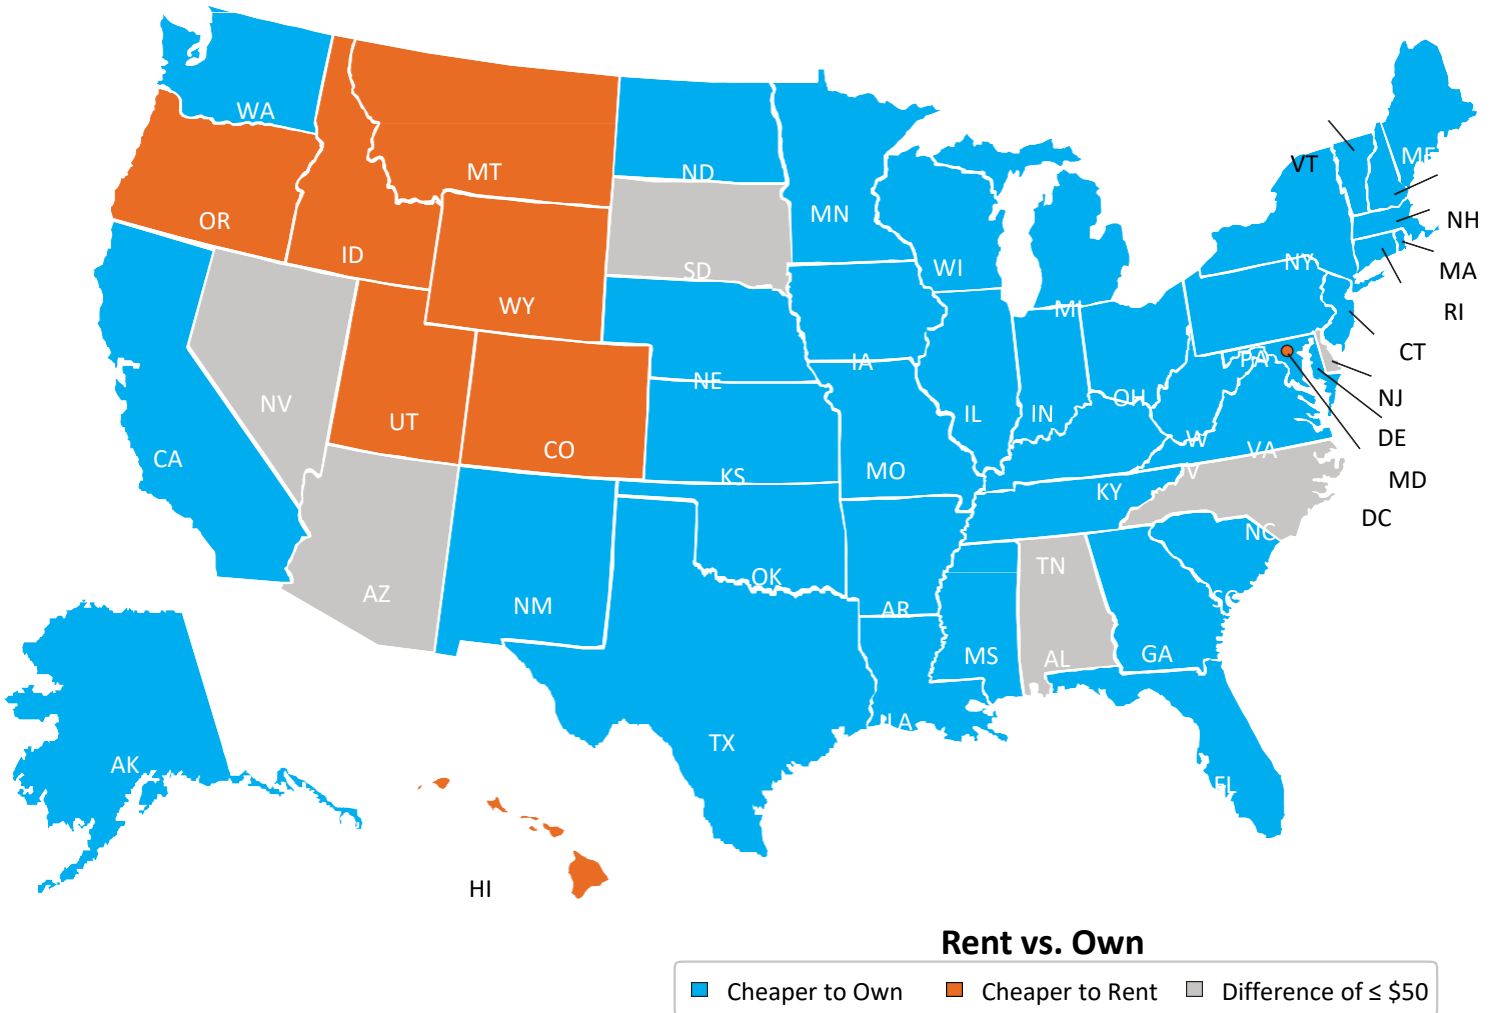 WA
VT
ME
MT
ND
OR
MN
NH
ID
WI
NY
SD
MA
WY
MI
RI
CT
IA
PA
NE
NJ
NV
UT
IL
IN
OH
DE
CO
CA
W
V
VA
MO
KS
MD
KY
DC
NC
TN
OK
AZ
NM
AR
SC
MS
AL
GA
LA
TX
AK
FL
HI
Rent vs. Own
Cheaper to Own Cheaper to Rent Difference of ≤ $50